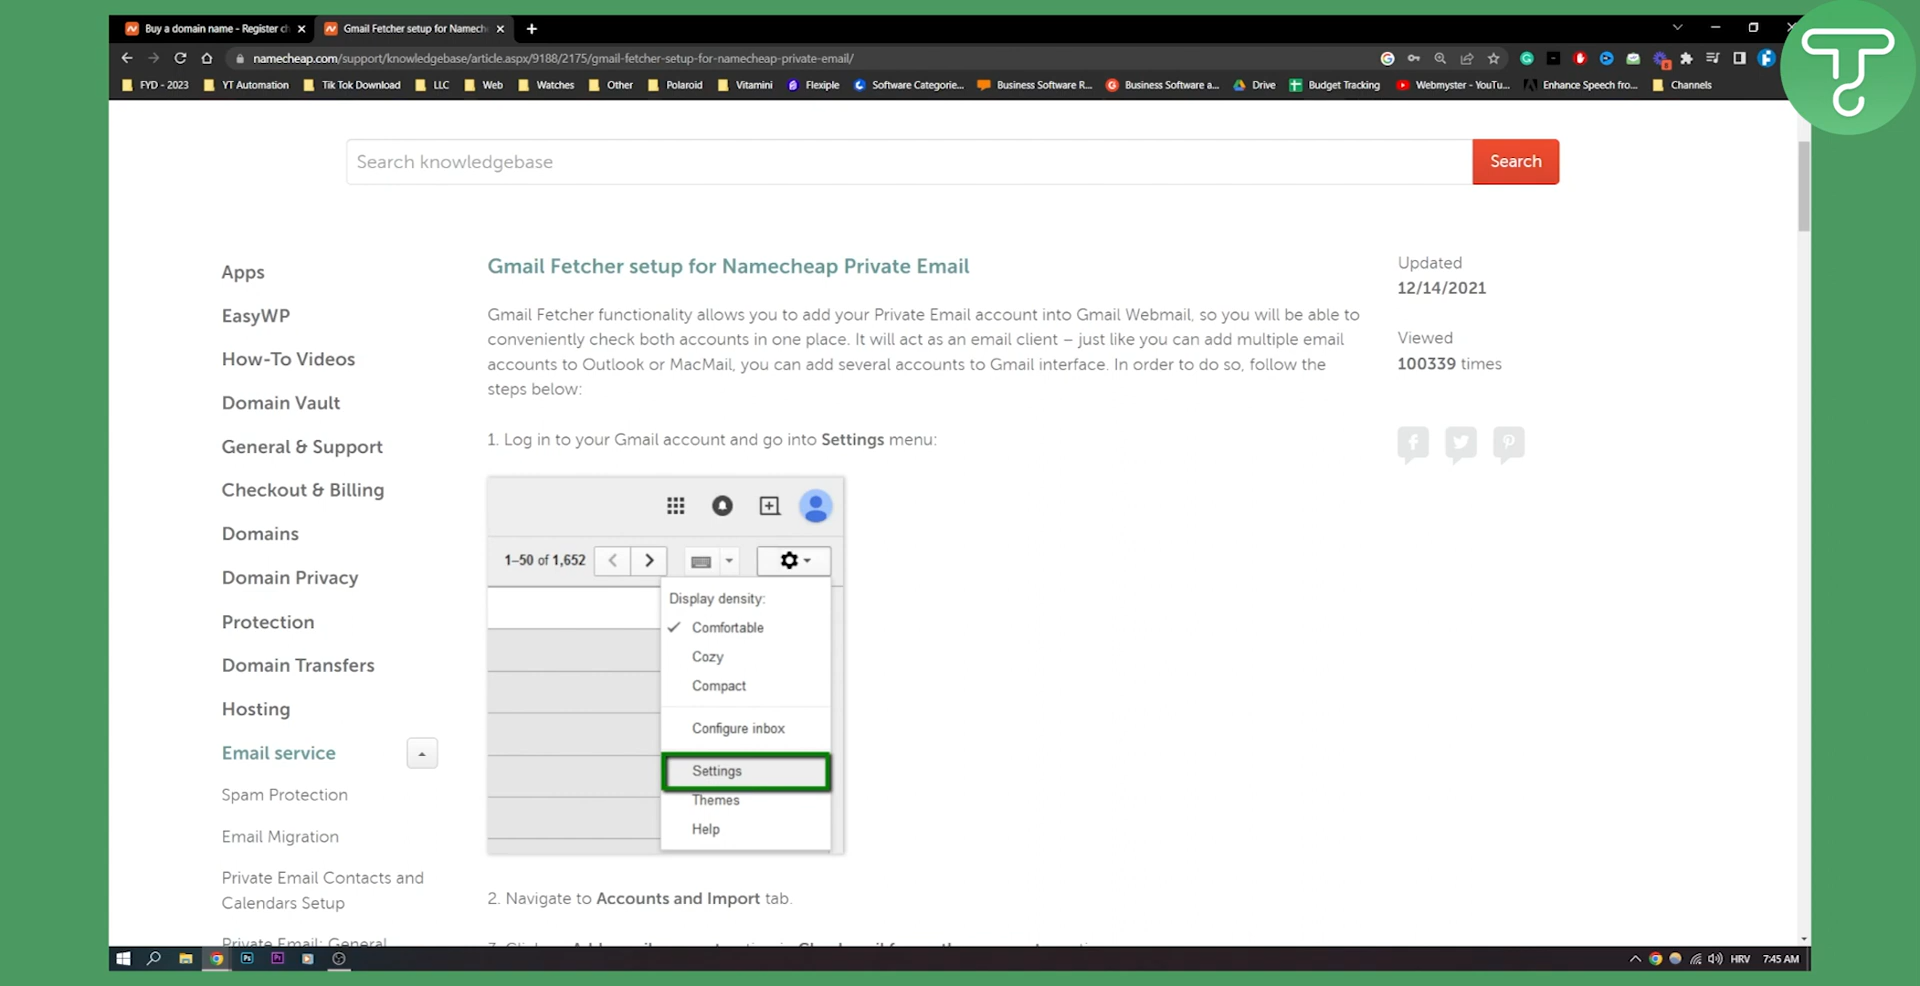 Buy a domain name - Register c
Gmail Fetcher setup for Namech
namecheap.com/support/knowledgebase/article.aspx/9188/2175/gmail-fetcher-setup-for-namecheap-private-email/
FYD - 2023
YT Automation
Tik Tok Download
LLC
Web
Watches
Other
Polaroid
Vitamini
Flexiple
Software Categorie...
Business Software R...
Business Software a...
Drive
Budget Tracking
Webmyster - YouTu...
Enhance Speech fro...
Channels
Search knowledgebase
Search
Apps
EasyWP
How-To Videos
Domain Vault
General & Support
Checkout & Billing
Domains
Domain Privacy
Protection
Domain Transfers
Hosting
Email service
Spam Protection
Email Migration
Private Email Contacts and
Calendars Setup
Private Email: General
Gmail Fetcher setup for Namecheap Private Email
Gmail Fetcher functionality allows you to add your Private Email account into Gmail Webmail, so you will be able to
conveniently check both accounts in one place. It will act as an email client – just like you can add multiple email
accounts to Outlook or MacMail, you can add several accounts to Gmail interface. In order to do so, follow the
steps below:
1. Log in to your Gmail account and go into Settings menu:
1–50 of 1,652
Display density:
Comfortable
Cozy
Compact
Configure inbox
Settings
Themes
Help
2. Navigate to Accounts and Import tab.
Updated
12/14/2021
Viewed
100339 times
Ps
Pr
HRV
7:45 AM